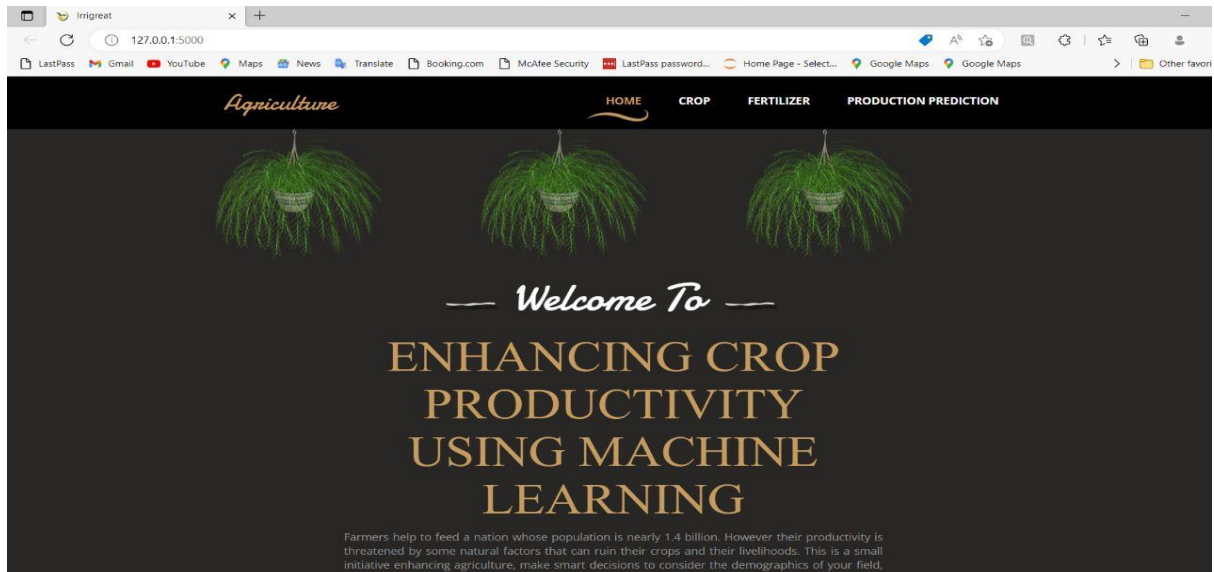 Irrigreat
127.0.0.1:5000
LastPass Gmail YouTube Maps News Translate Booking.com McAfee Security LastPass password... Home Page - Select... Google Maps Google Maps Other favori
Agriculture HOME CROP FERTILIZER PRODUCTION PREDICTION
Welcome To
ENHANCING CROP
PRODUCTIVITY
USING MACHINE
LEARNING
Farmers help to feed a nation whose population is nearly 1.4 billion. However their productivity is
threatened by some natural factors that can ruin their crops and their livelihoods. This is a small
initiative enhancing agriculture, make smart decisions to consider the demographics of your field,